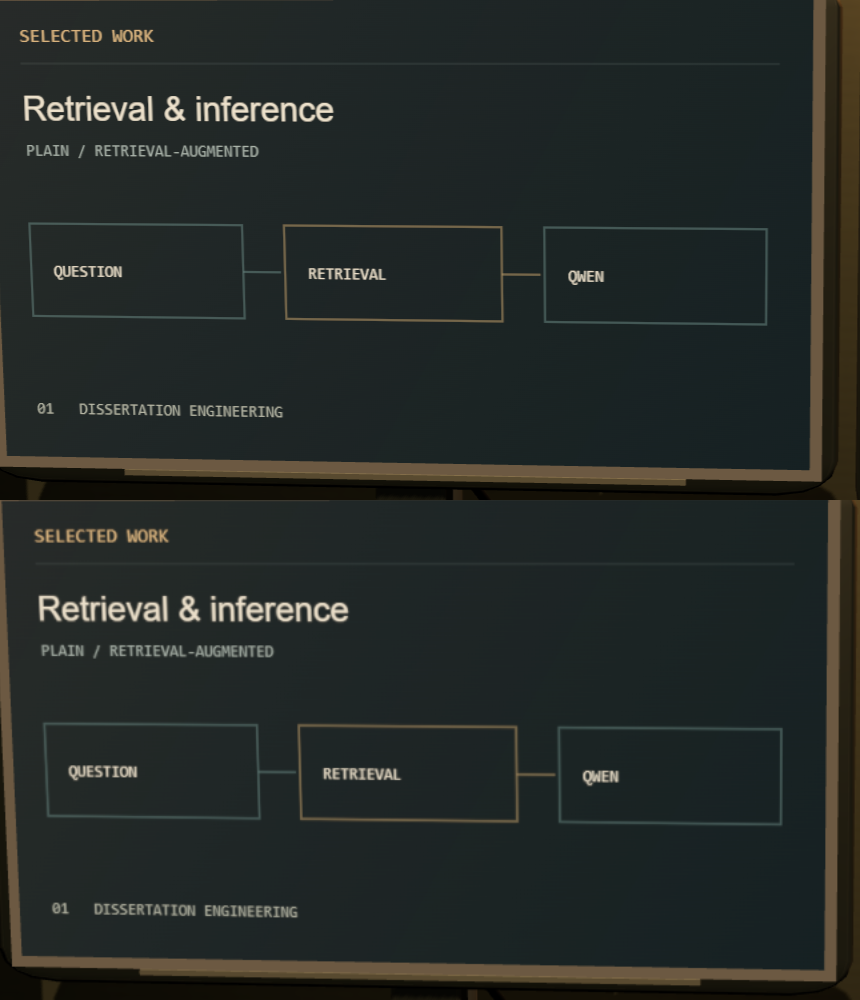 SELECTED WORK
Retrieval & inference
PLAIN / RETRIEVAL-AUGMENTED
QUESTION
RETRIEVAL
QWEN
01 DISSERTATION ENGINEERING
SELECTED WORK
Retrieval & inference
PLAIN / RETRIEVAL-AUGMENTED
QUESTION
RETRIEVAL
QWEN
01 DISSERTATION ENGINEERING